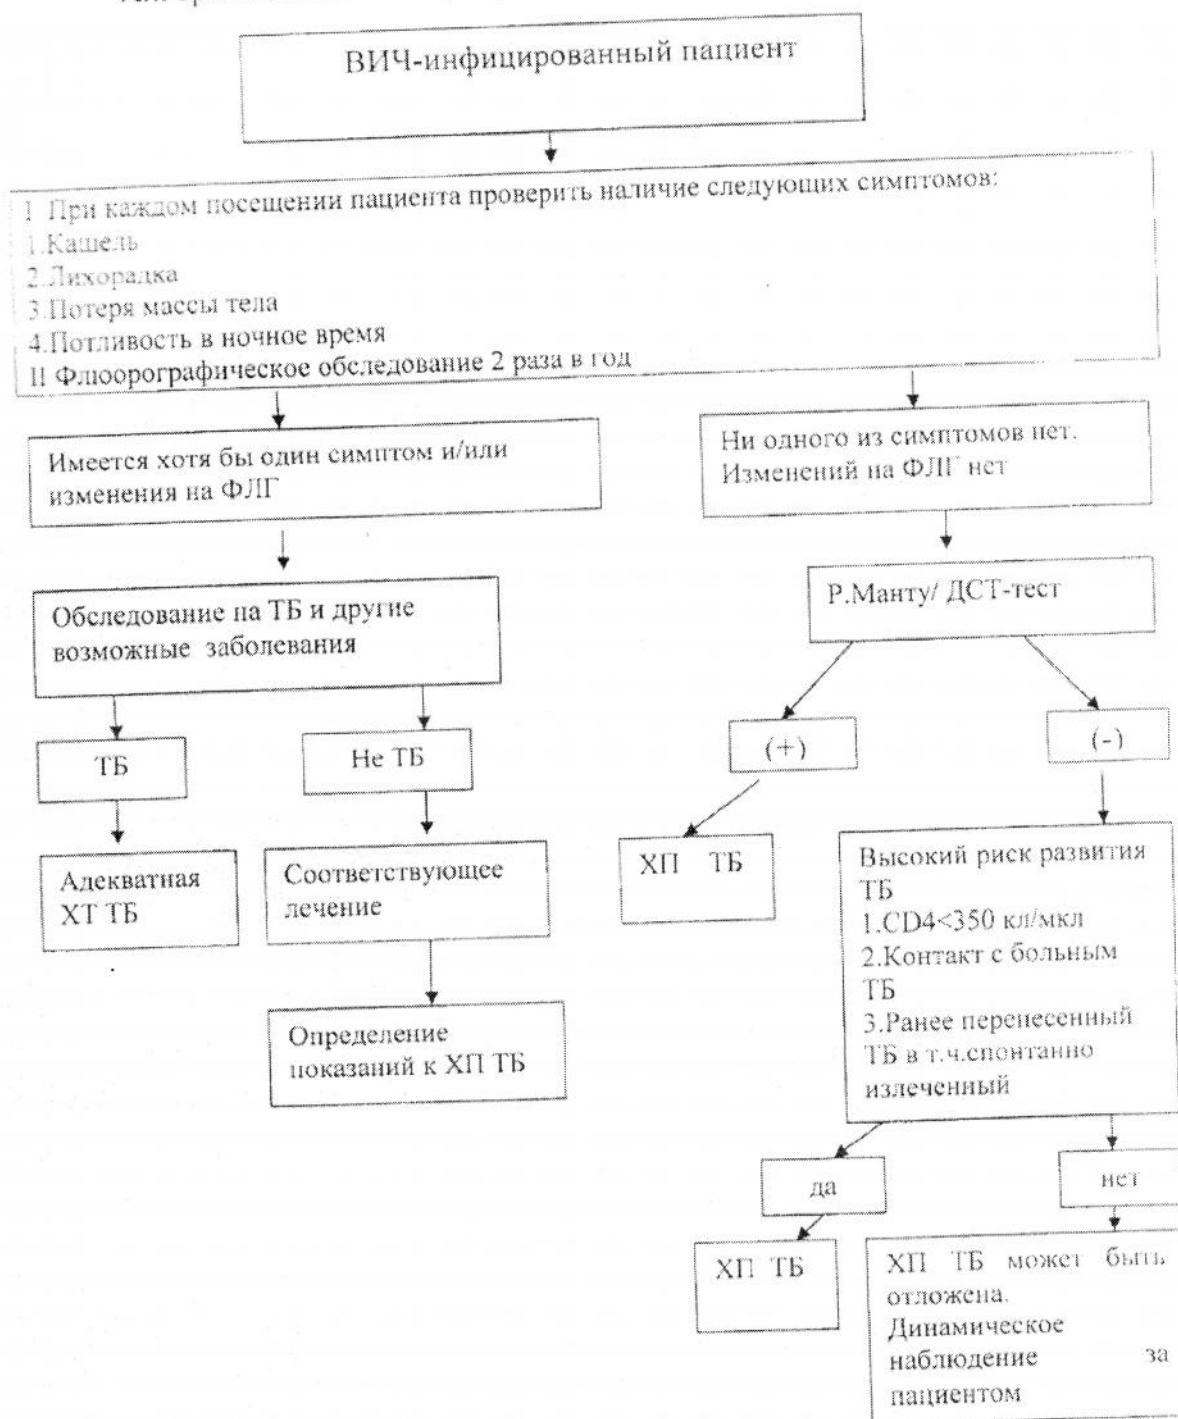 ВИЧ-инфицированный пациент
I При каждом посещении пациента проверить наличие следующих симптомов:
1.Кашель
2.Лихорадка
3.Потеря массы тела
4.Потливость в ночное время
II Флюорографическое обследование 2 раза в год
Имеется хотя бы один симптом и/или
изменения на ФЛГ
Ни одного из симптомов нет.
Изменений на ФЛГ нет
Обследование на ТБ и другие
возможные заболевания
Р.Манту/ ДСТ-тест
ТБ
Не ТБ
(+)
(-)
Адекватная
ХТ ТБ
Соответствующее
лечение
ХП ТБ
Высокий риск развития
ТБ
1.CD4<350 кл/мкл
2.Контакт с больным
ТБ
3.Ранее перенесенный
ТБ в т.ч.спонтанно
излеченный
Определение
показаний к ХП ТБ
да
нет
ХП ТБ
ХП ТБ может быть
отложена.
Динамическое
наблюдение за
пациентом